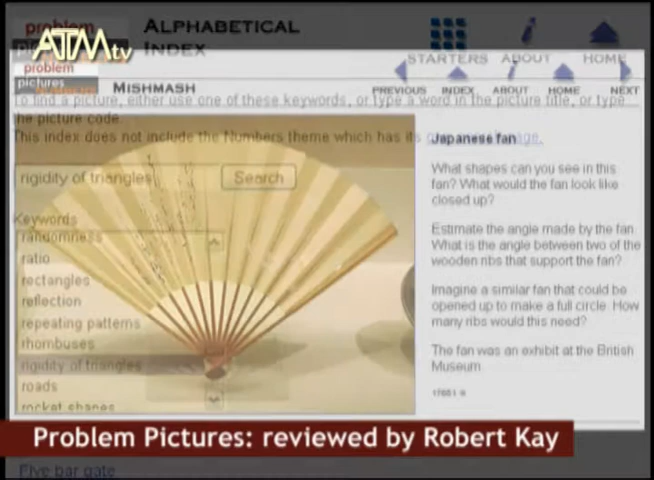 problem
ALPHABETICAL
INDEX
ATMtv
problem
pictures
MISHMASH
STARTERS ABOUT HOME
PREVIOUS INDEX ABOUT HOME NEXT
To find a picture, either use one of these keywords, or type a word in the picture title, or type
the picture code.
This index does not include the Numbers theme which has its
rigidity of triangles
Search
Keywords
randomness
ratio
rectangles
reflection
repeating patterns
rhombuses
rigidity of triangles
roads
rocket shapes
Japanese fan
What shapes can you see in this
fan? What would the fan look like
closed up?
Estimate the angle made by the fan.
What is the angle between two of the
wooden ribs that support the fan?
Imagine a similar fan that could be
opened up to make a full circle. How
many ribs would this need?
The fan was an exhibit at the British
Museum
Problem Pictures: reviewed by Robert Kay
Five bar gate